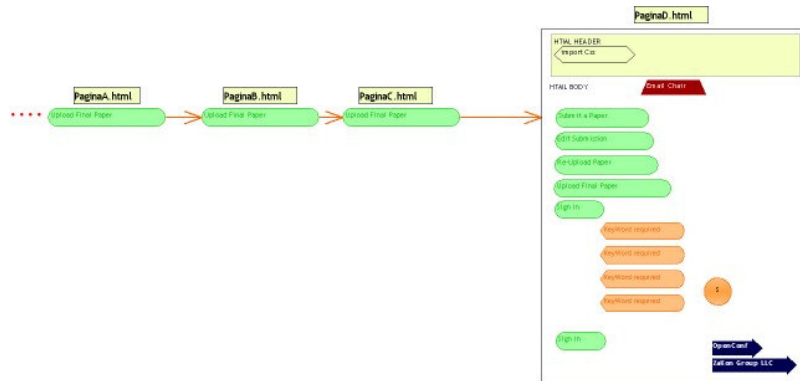 PaginaD.html
HTML HEADER
Import Css
PaginaA.html
PaginaB.html
PaginaC.html
HTML BODY
Email Chair
Upload Final Paper
Upload Final Paper
Upload Final Paper
Submit a Paper
Edit Submission
Re-Upload Paper
Upload Final Paper
Sign In
KeyWord required
KeyWord required
KeyWord required
KeyWord required
Sign In
OpenConf
Zakon Group LLC